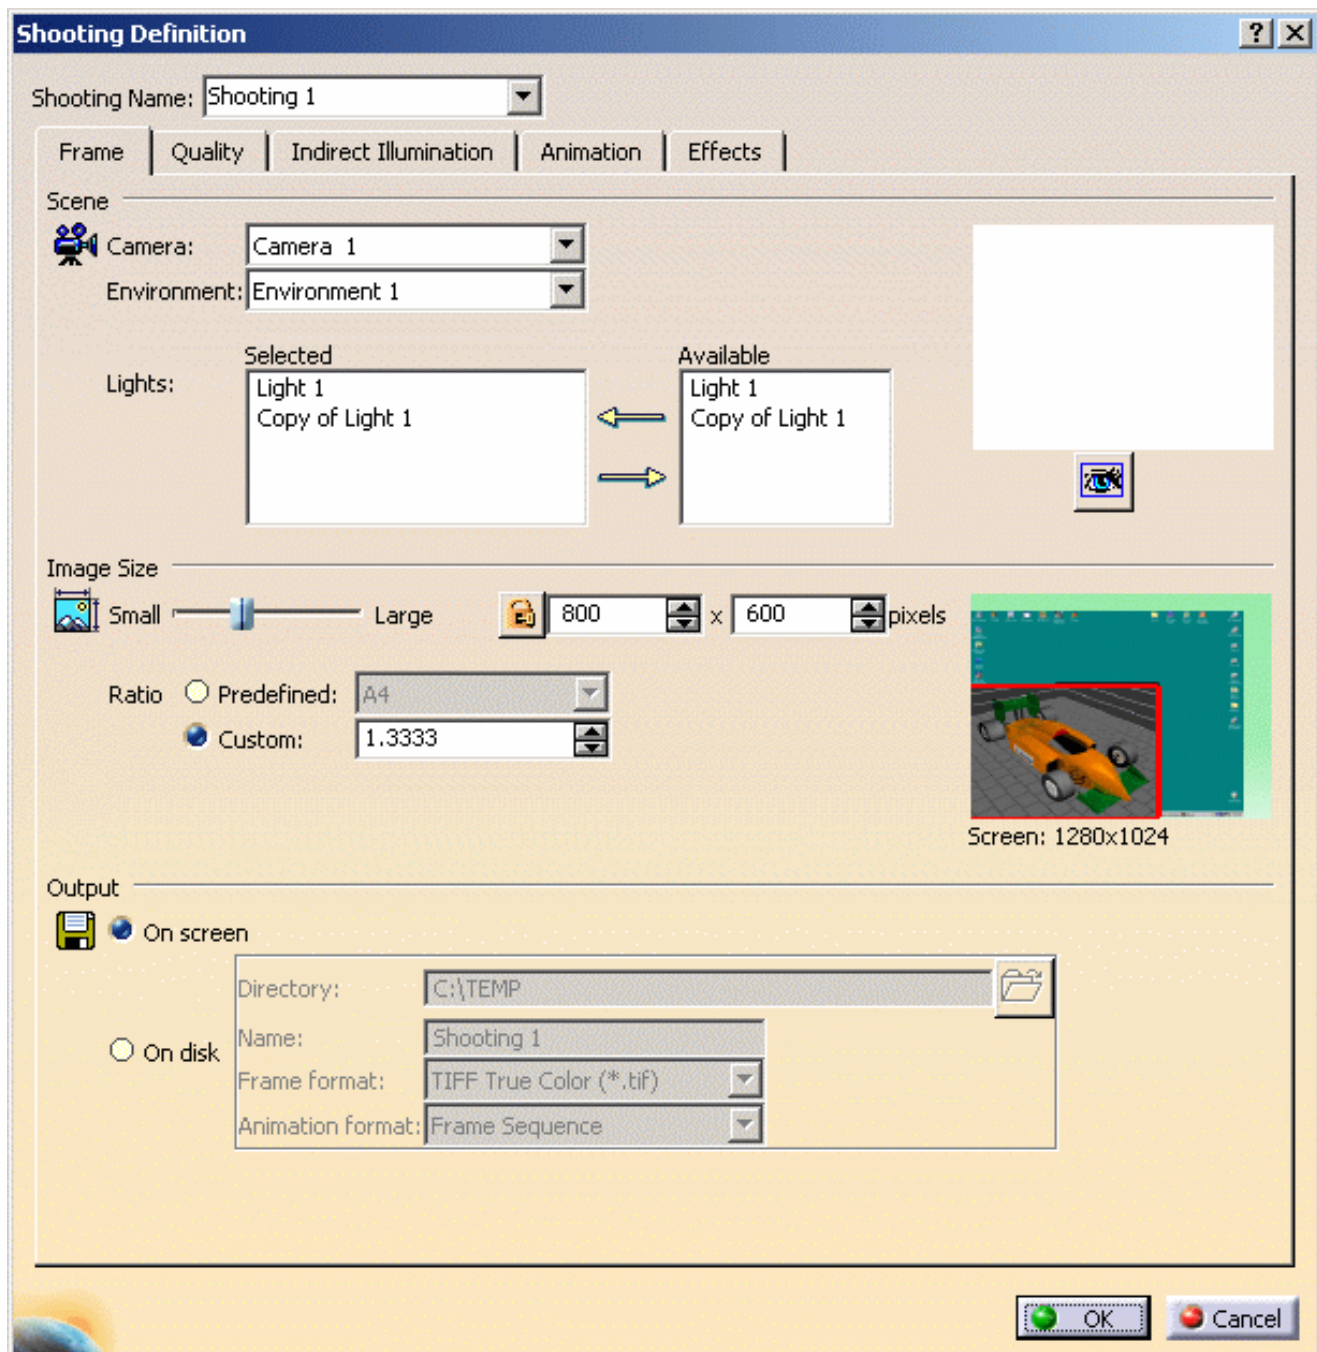 Shooting Definition
Shooting Name: Shooting 1
Frame Quality Indirect Illumination Animation Effects
Scene
Camera: Camera 1
Environment: Environment 1
Selected Available
Lights: Light 1 Light 1
Copy of Light 1 Copy of Light 1
Image Size
Small Large 800 x 600 pixels
Ratio Predefined: A4
Custom: 1.3333
Screen: 1280x1024
Output
On screen
Directory: C:\TEMP
On disk Name: Shooting 1
Frame format: TIFF True Color (*.tif)
Animation format: Frame Sequence
OK Cancel